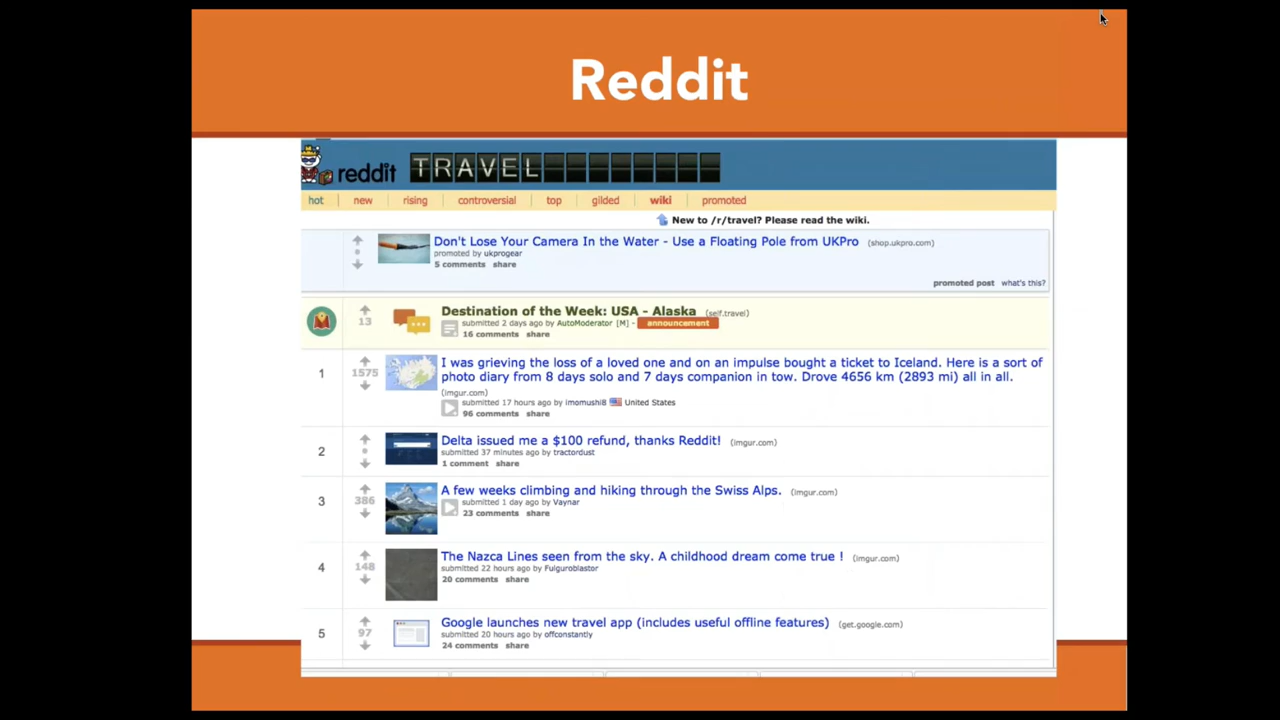 Reddit
reddit TRAVEL
hot new rising controversial top gilded wiki promoted
New to /r/travel? Please read the wiki.
Don't Lose Your Camera In the Water - Use a Floating Pole from UKPro (shop.ukpro.com)
promoted by ukprogear
5 comments share
promoted post what's this?
Destination of the Week: USA - Alaska (self.travel)
13
submitted 2 days ago by AutoModerator [M] - announcement
16 comments share
I was grieving the loss of a loved one and on an impulse bought a ticket to Iceland. Here is a sort of
1 1575 photo diary from 8 days solo and 7 days companion in tow. Drove 4656 km (2893 mi) all in all.
(imgur.com)
submitted 17 hours ago by imomushi8 United States
96 comments share
Delta issued me a $100 refund, thanks Reddit! (imgur.com)
2 submitted 37 minutes ago by tractordust
1 comment share
A few weeks climbing and hiking through the Swiss Alps. (imgur.com)
3 386 submitted 1 day ago by Vaynar
23 comments share
The Nazca Lines seen from the sky. A childhood dream come true ! (imgur.com)
4 148 submitted 22 hours ago by Fulguroblastor
20 comments share
Google launches new travel app (includes useful offline features) (get.google.com)
5 97 submitted 20 hours ago by offconstantly
24 comments share